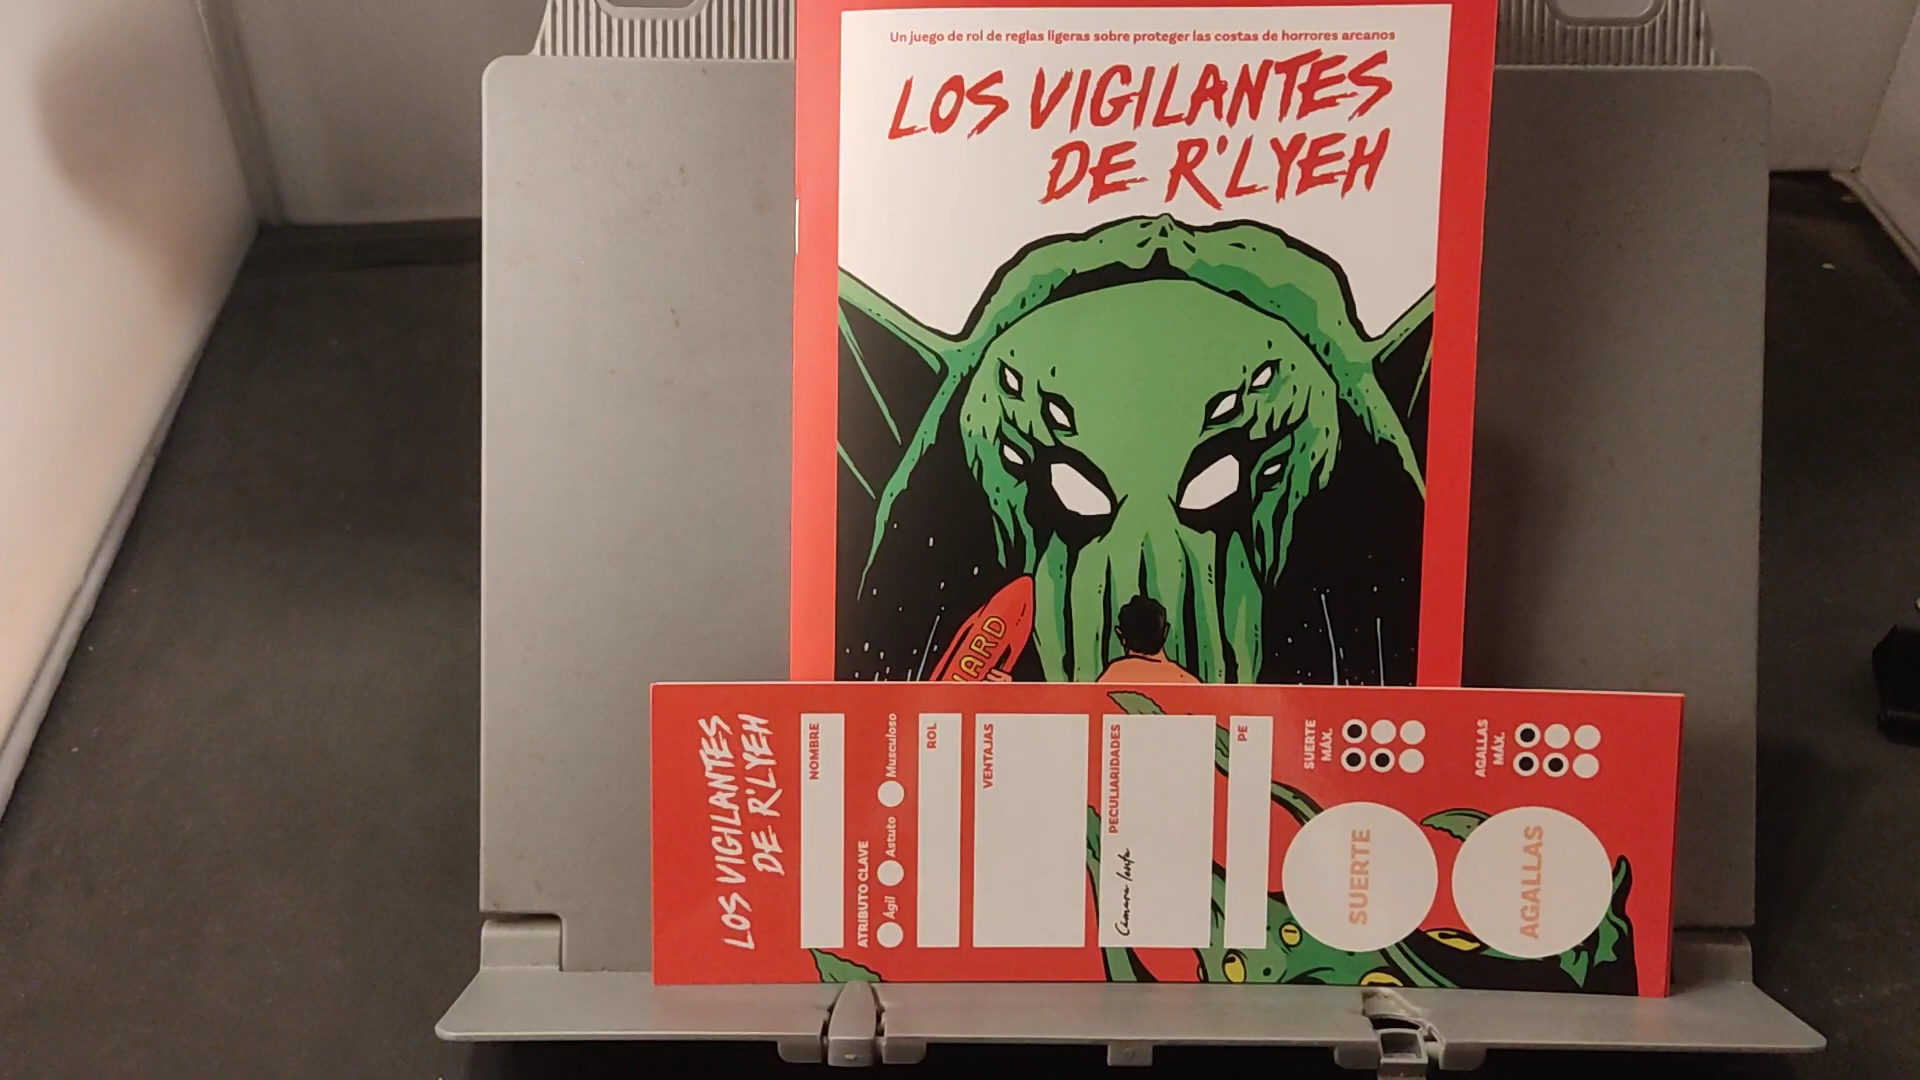 Un juego de rol de reglas ligeras sobre proteger las costas de horrores arcanos
LOS VIGILANTES
DE R'LYEH
UARD
LOS VIGILANTES
DE R'LYEH
NOMBRE
ATRIBUTO CLAVE
Ágil Astuto Musculoso
ROL
VENTAJAS
PECULIARIDADES
Cámara lenta
PE
SUERTE
MÁX.
SUERTE
AGALLAS
MÁX.
AGALLAS